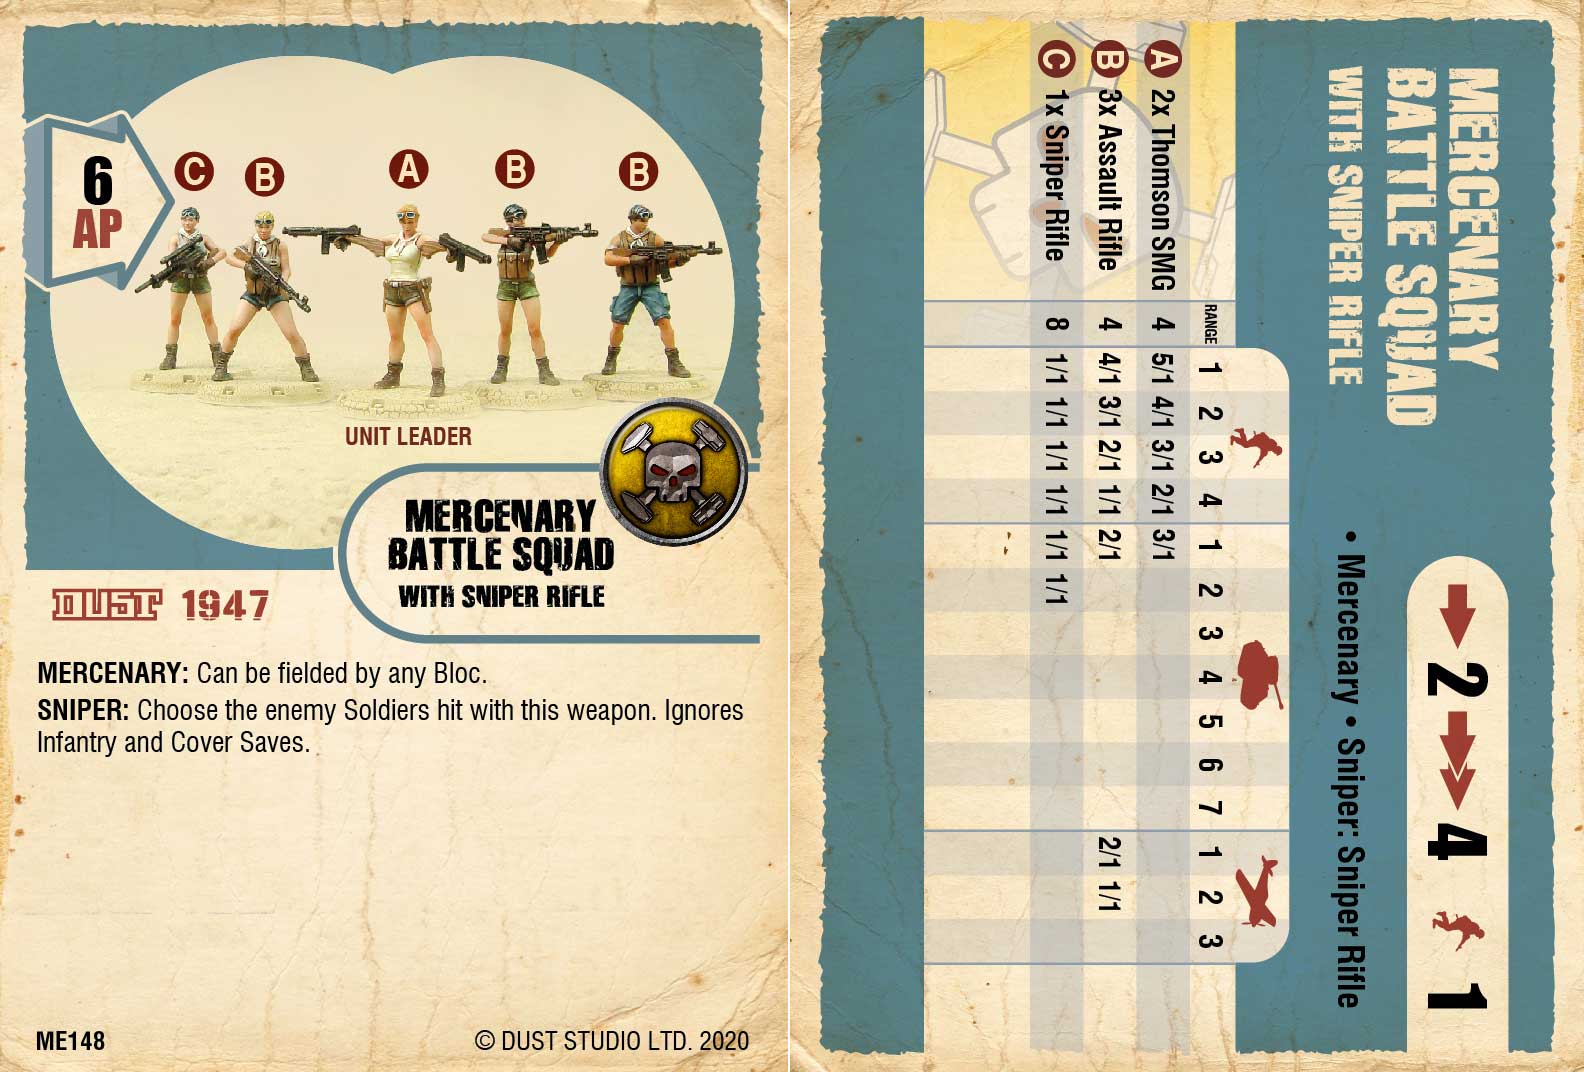 6
AP
C
B
A
B
B
UNIT LEADER
MERCENARY
BATTLE SQUAD
WITH SNIPER RIFLE
DUST 1947
MERCENARY: Can be fielded by any Bloc.
SNIPER: Choose the enemy Soldiers hit with this weapon. Ignores
Infantry and Cover Saves.
ME148
© DUST STUDIO LTD. 2020
MERCENARY
BATTLE SQUAD
WITH SNIPER RIFLE
2 4 1
• Mercenary • Sniper: Sniper Rifle
RANGE 1 2 3 4 1 2 3 4 5 6 7 1 2 3
A 2x Thomson SMG 4 5/1 4/1 3/1 2/1 3/1
B 3x Assault Rifle 4 4/1 3/1 2/1 1/1 2/1 2/1 1/1
C 1x Sniper Rifle 8 1/1 1/1 1/1 1/1 1/1 1/1